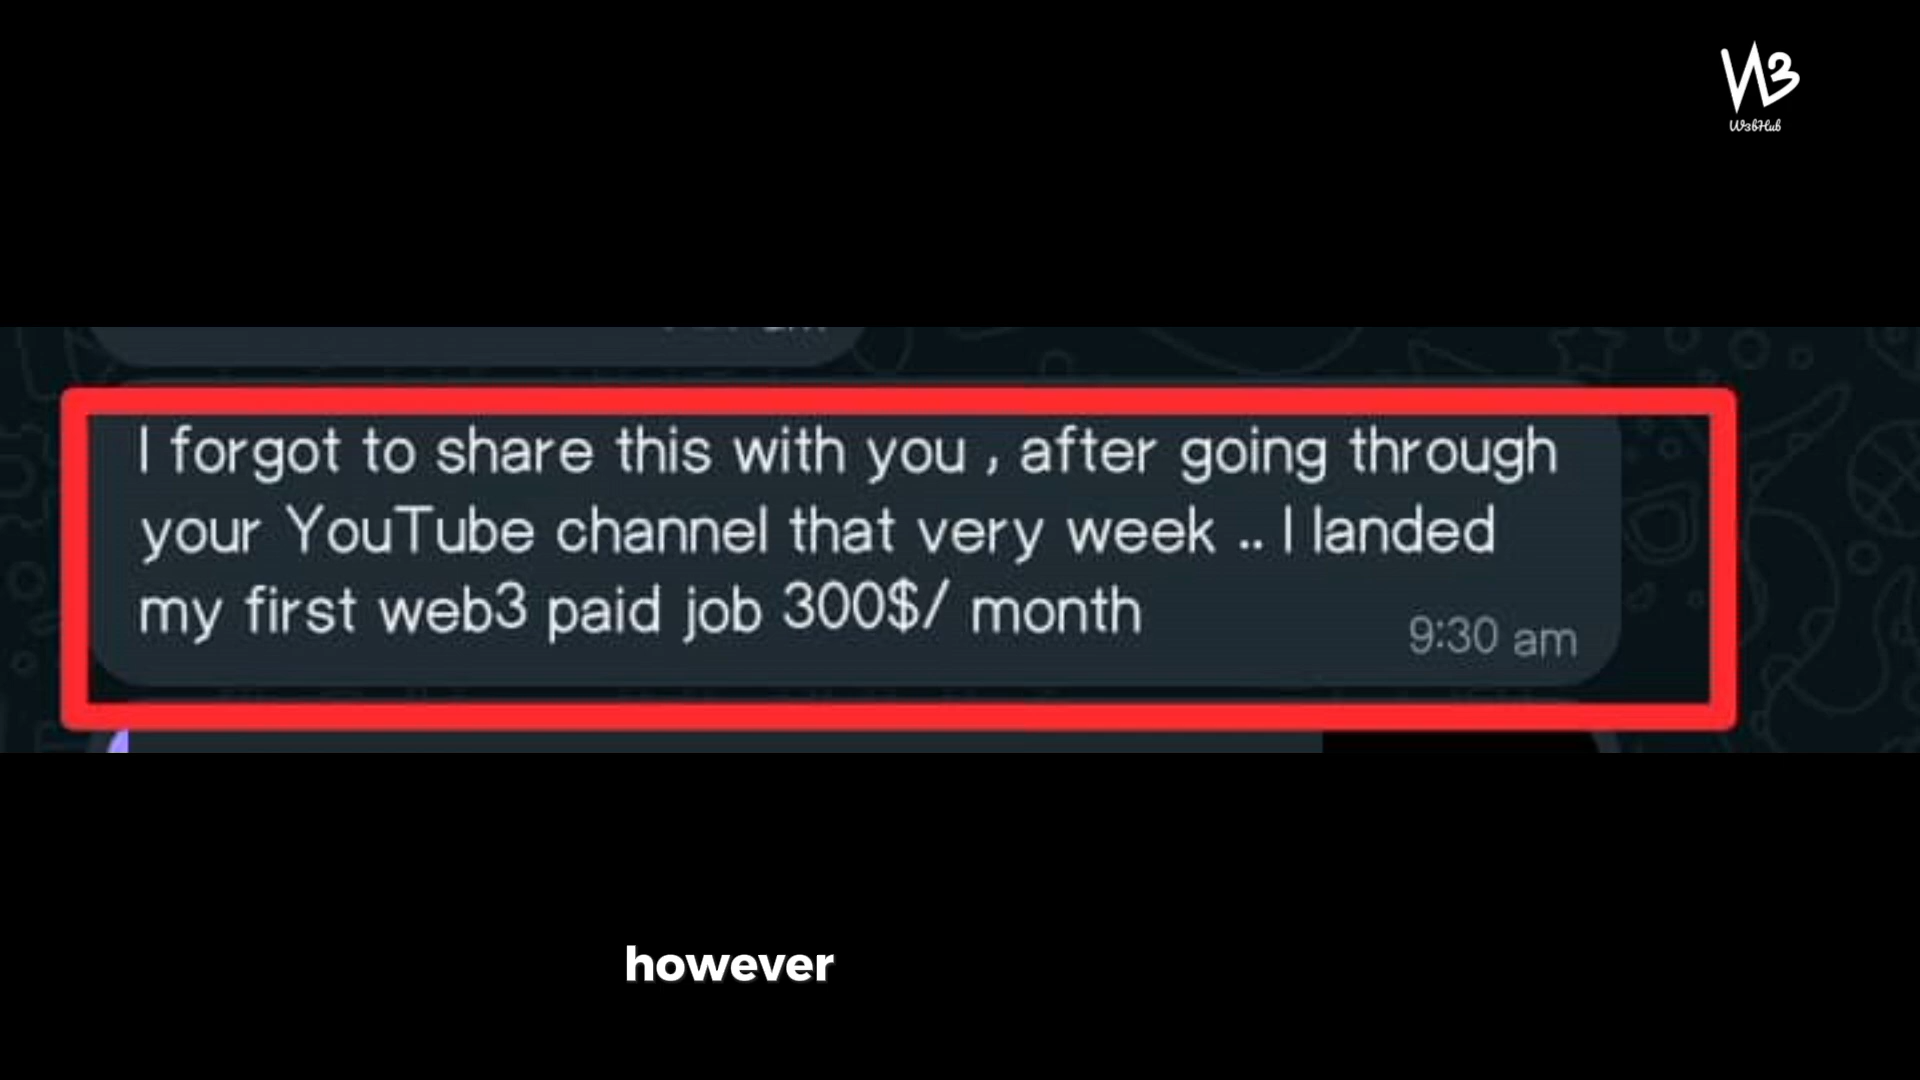 W3
W3bHub
I forgot to share this with you , after going through
your YouTube channel that very week .. I landed
my first web3 paid job 300$/ month
9:30 am
however